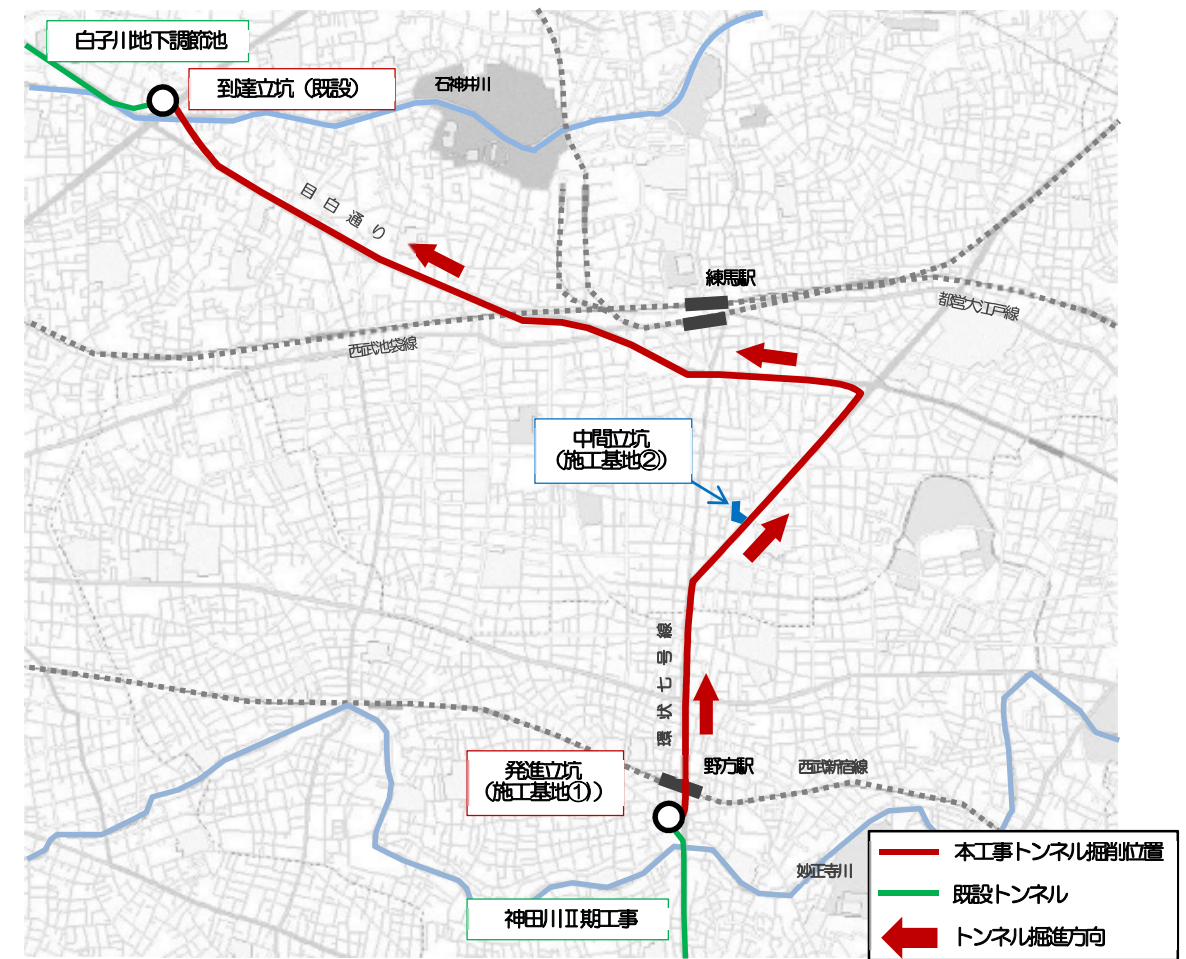 白子川地下調節池
到達立坑（既設）
石神井川
目白通り
練馬駅
都営大江戸線
西武池袋線
中間立坑
（施工基地②）
環状七号線
発進立坑
（施工基地①）
野方駅
西武新宿線
妙正寺川
神田川Ⅱ期工事
本工事トンネル掘削位置
既設トンネル
トンネル掘進方向